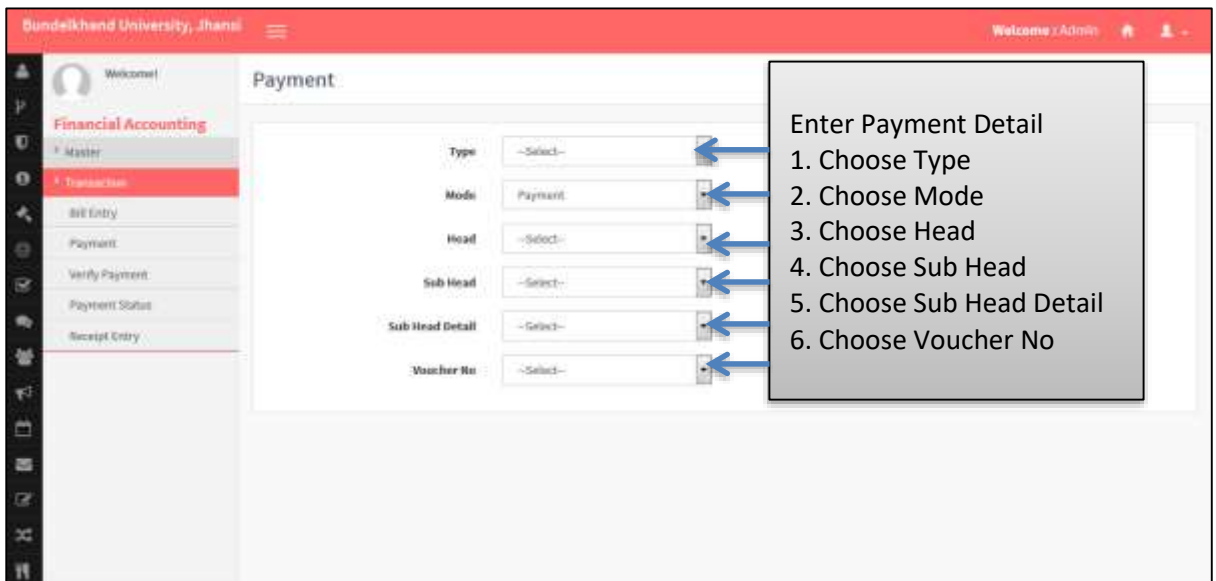 Bundelkhand University, Jhansi
Welcome : Admin
Welcome!
Financial Accounting
Master
Transaction
Bill Entry
Payment
Verify Payment
Payment Status
Receipt Entry
Payment
Type --Select--
Mode Payment
Head --Select--
Sub Head --Select--
Sub Head Detail --Select--
Voucher No --Select--
Enter Payment Detail
1. Choose Type
2. Choose Mode
3. Choose Head
4. Choose Sub Head
5. Choose Sub Head Detail
6. Choose Voucher No